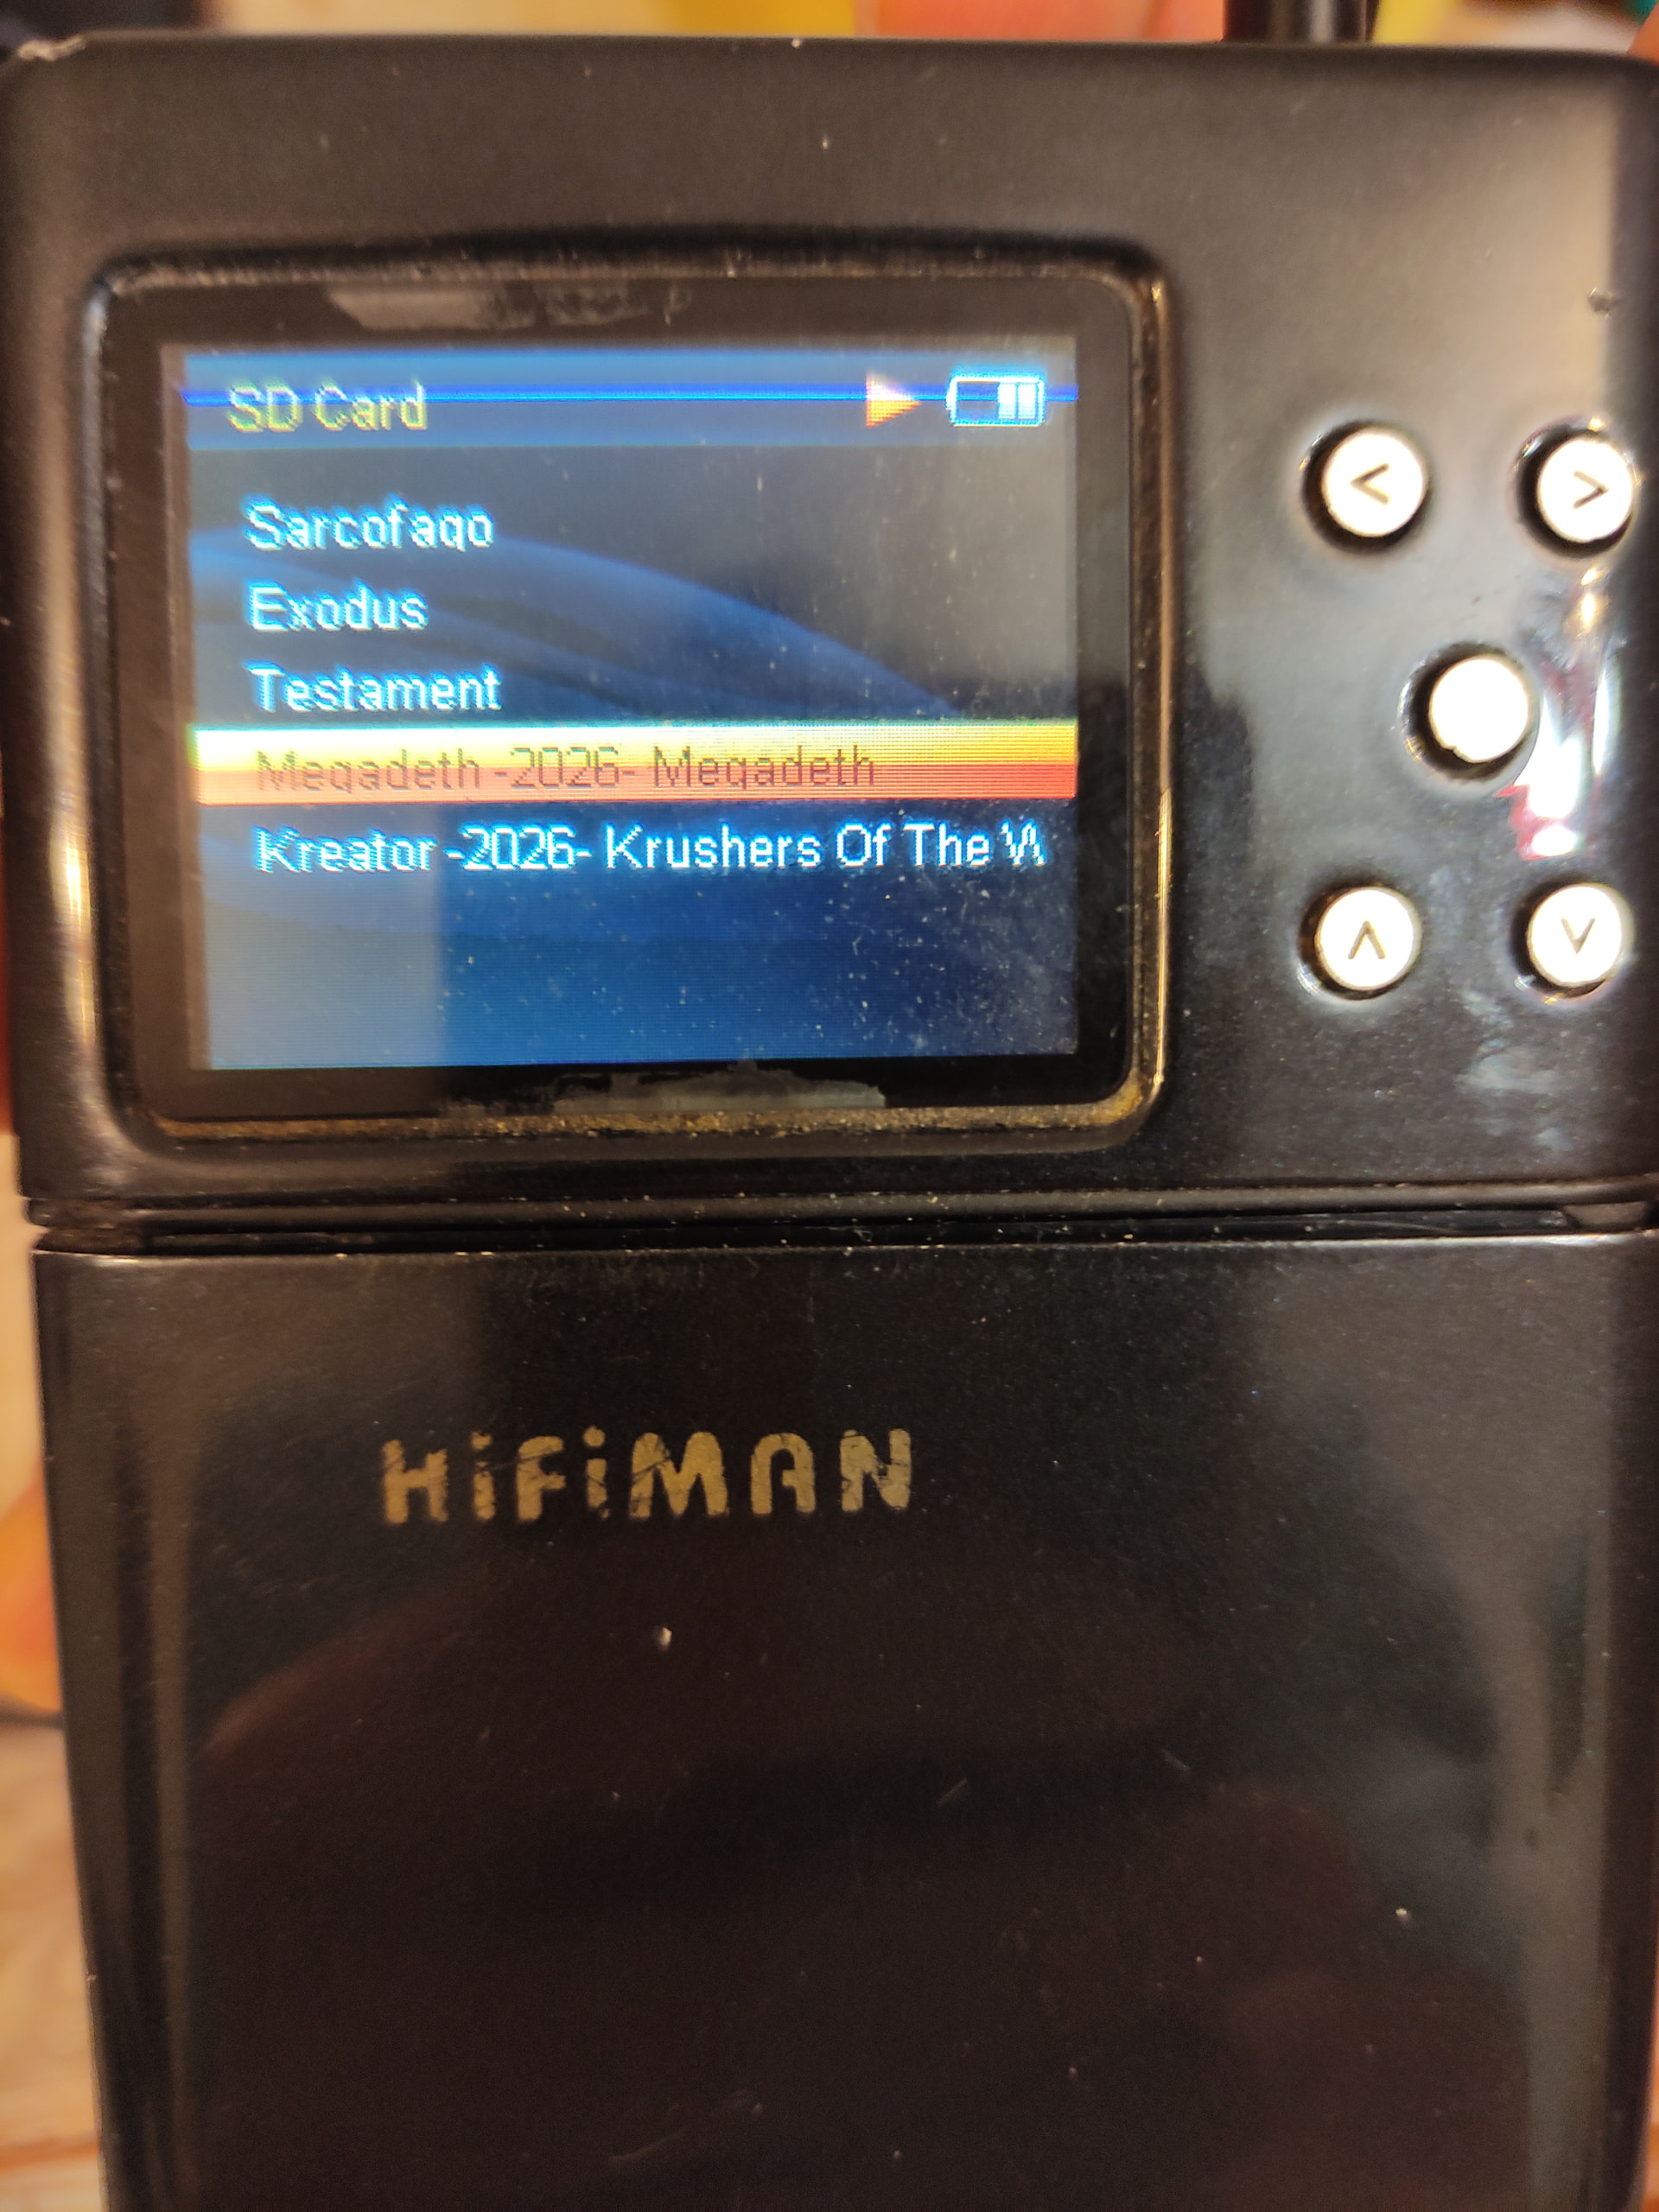 SD Card
Sarcofago
Exodus
Testament
Megadeth -2026- Megadeth
Kreator -2026- Krushers Of The W
< >
∧ ∨
HiFiMAN